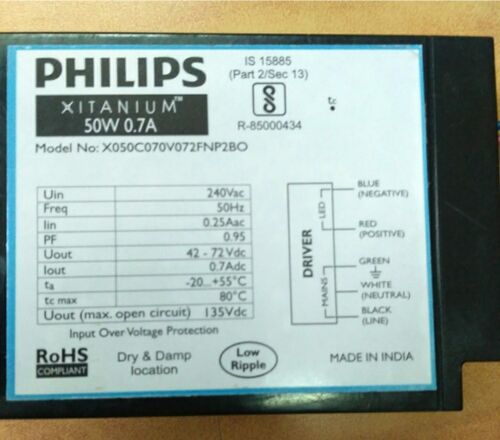 PHILIPS
XITANIUM™
50W 0.7A
IS 15885
(Part 2/Sec 13)
R-85000434
tc
Model No: X050C070V072FNP2BO
Uin 240Vac
Freq 50Hz
Iin 0.25Aac
PF 0.95
Uout 42 - 72Vdc
Iout 0.7Adc
ta -20...+55°C
tc max 80°C
Uout (max. open circuit) 135Vdc
DRIVER
LED
MAINS
BLUE
(NEGATIVE)
RED
(POSITIVE)
GREEN
WHITE
(NEUTRAL)
BLACK
(LINE)
Input Over Voltage Protection
RoHS
COMPLIANT
Dry & Damp
location
Low
Ripple
MADE IN INDIA